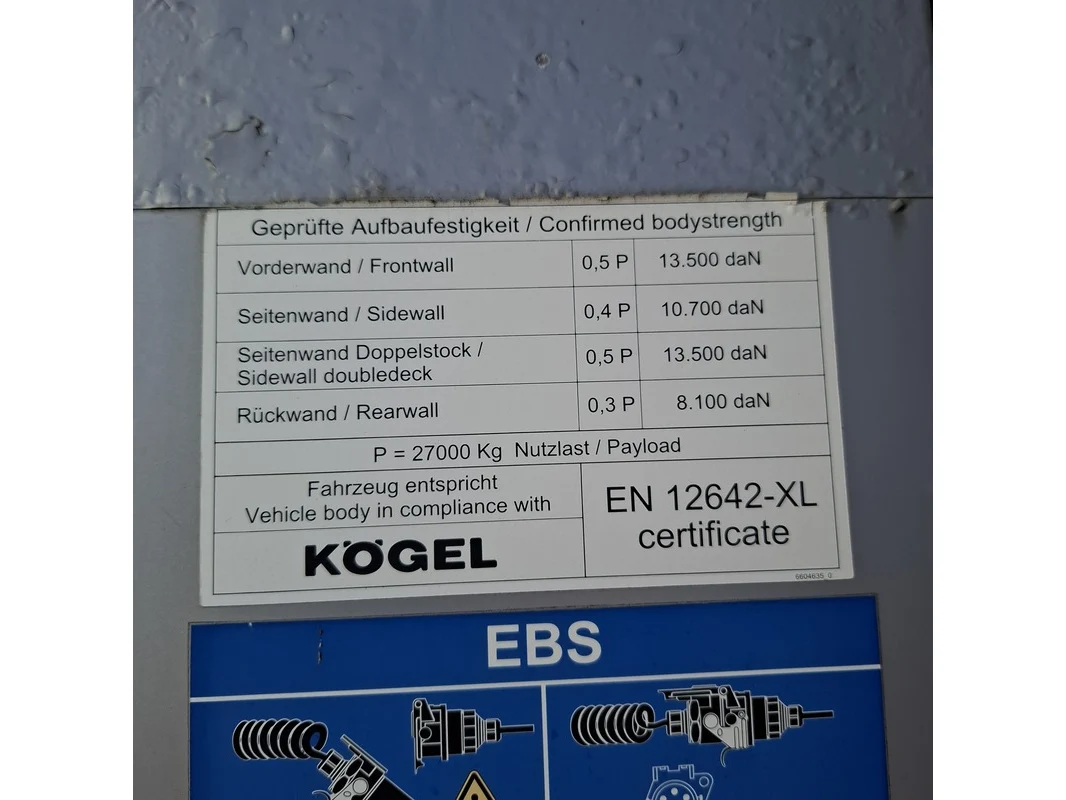 Geprüfte Aufbaufestigkeit / Confirmed bodystrength
Vorderwand / Frontwall 0,5 P 13.500 daN
Seitenwand / Sidewall 0,4 P 10.700 daN
Seitenwand Doppelstock /
Sidewall doubledeck 0,5 P 13.500 daN
Rückwand / Rearwall 0,3 P 8.100 daN
P = 27000 Kg Nutzlast / Payload
Fahrzeug entspricht
Vehicle body in compliance with
EN 12642-XL
certificate
KÖGEL
6604635_0
EBS